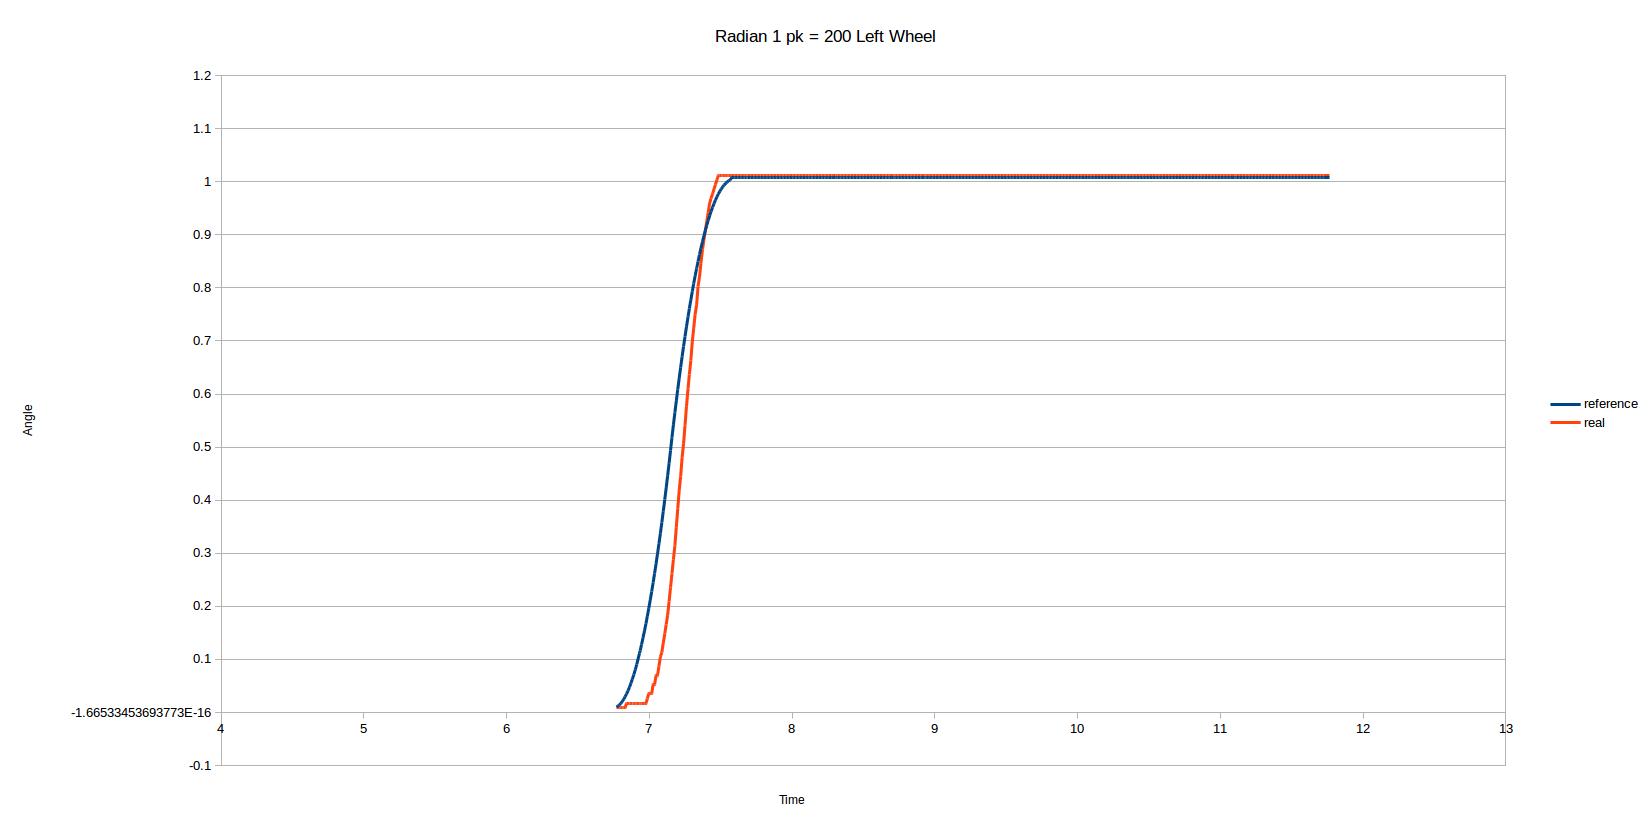 Radian 1 pk = 200 Left Wheel
1.2
1.1
1
0.9
0.8
0.7
0.6
0.5
0.4
0.3
0.2
0.1
-1.66533453693773E-16
-0.1
4 5 6 7 8 9 10 11 12 13
Angle
Time
reference
real